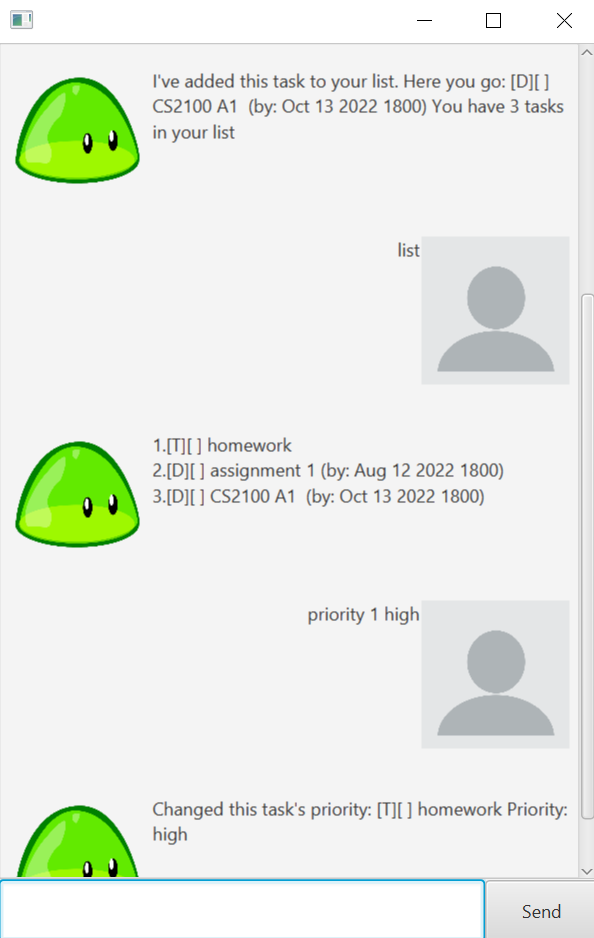 I've added this task to your list. Here you go: [D][ ]
CS2100 A1  (by: Oct 13 2022 1800) You have 3 tasks
in your list
list
1.[T][ ] homework
2.[D][ ] assignment 1 (by: Aug 12 2022 1800)
3.[D][ ] CS2100 A1  (by: Oct 13 2022 1800)
priority 1 high
Changed this task's priority: [T][ ] homework Priority:
high
Send